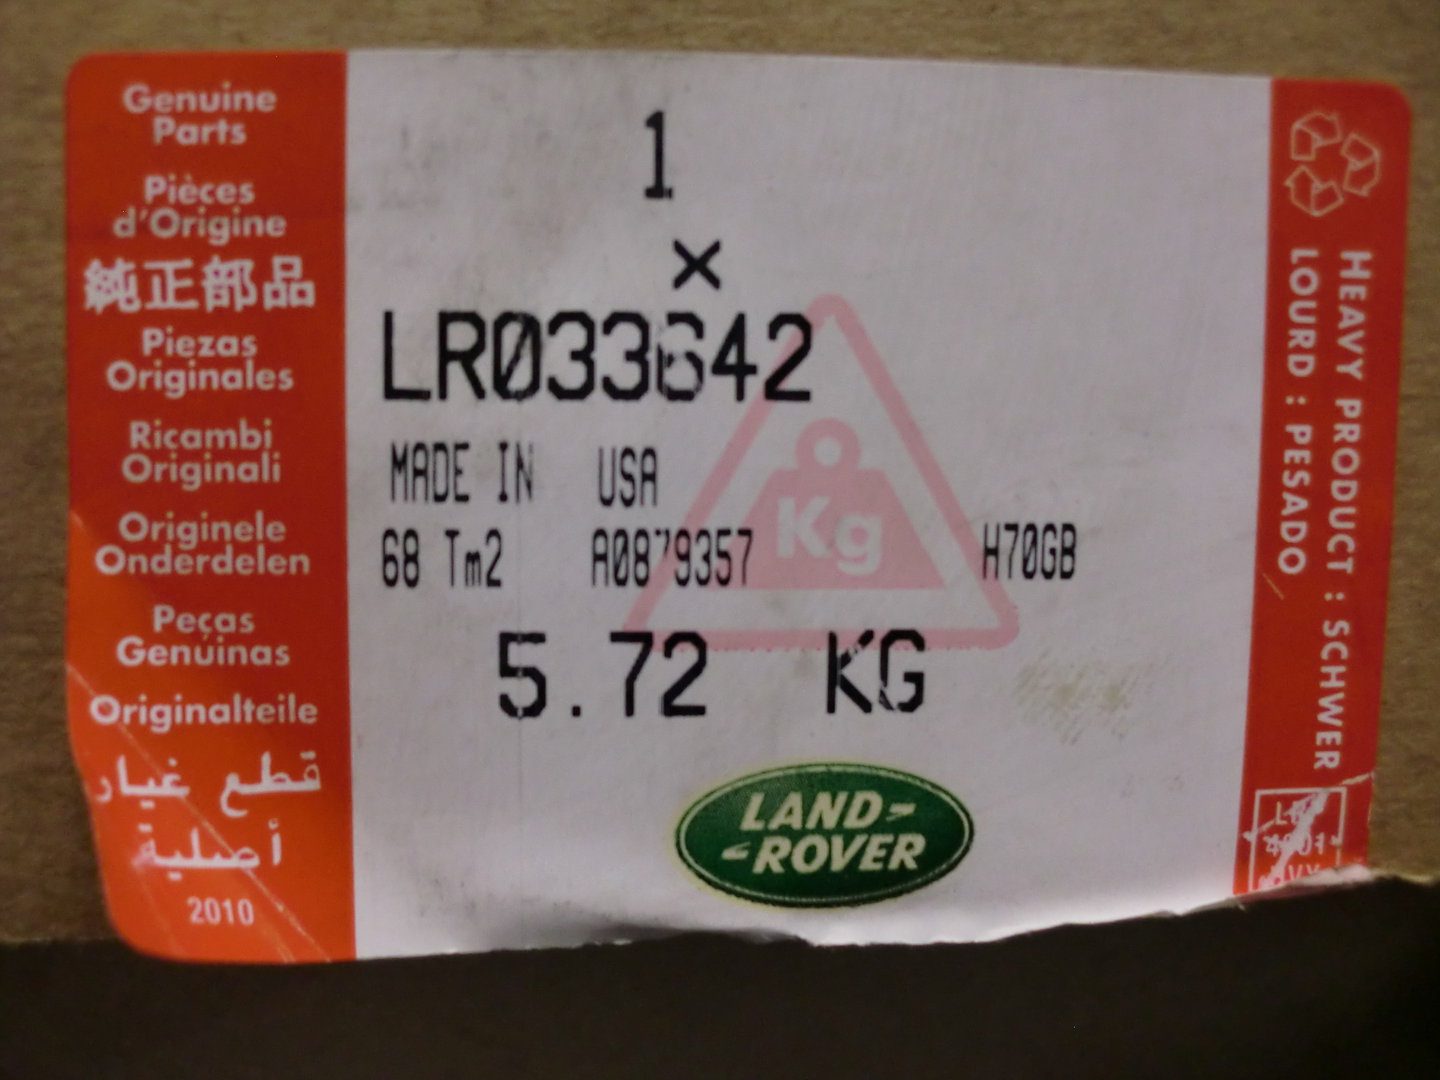 Genuine
Parts
Pièces
d'Origine
純正部品
Piezas
Originales
Ricambi
Originali
Originele
Onderdelen
Peças
Genuinas
Originalteile
قطع غيار
أصلية
2010
1
×
LR033642
MADE IN USA
68 Tm2 A0879357 H70GB
5.72 KG
Kg
LAND-
-ROVER
HEAVY PRODUCT : SCHWER
LOURD : PESADO